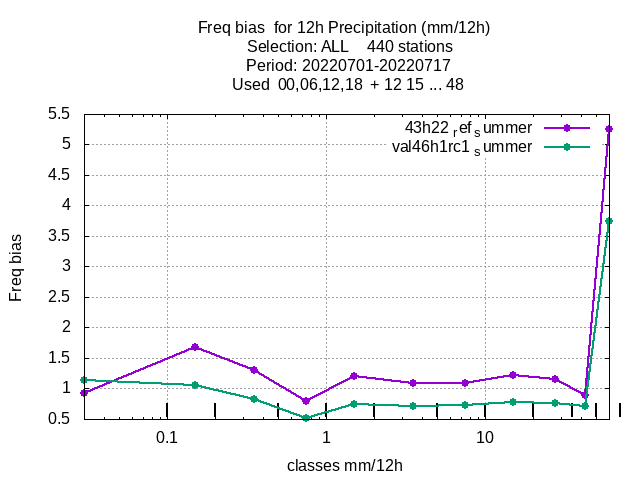 Freq bias  for 12h Precipitation (mm/12h)
Selection: ALL    440 stations
Period: 20220701-20220717
Used  00,06,12,18  + 12 15 ... 48
5.5
5
4.5
4
3.5
3
2.5
2
1.5
1
0.5
Freq bias
43h22 ref summer
val46h1rc1 summer
0.1
1
10
classes mm/12h